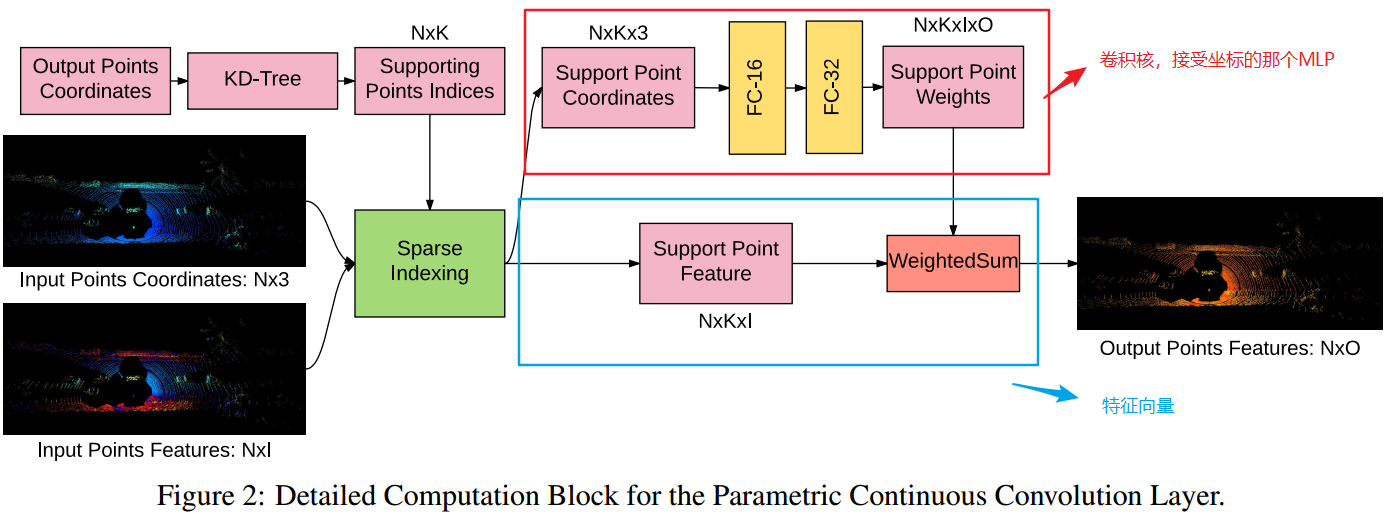 Output Points
Coordinates
KD-Tree
NxK
Supporting
Points Indices
NxKx3
Support Point
Coordinates
FC-16
FC-32
NxKxIxO
Support Point
Weights
卷积核，接受坐标的那个MLP
Input Points Coordinates: Nx3
Sparse
Indexing
Support Point
Feature
NxKxI
WeightedSum
Output Points Features: NxO
特征向量
Input Points Features: NxI
Figure 2: Detailed Computation Block for the Parametric Continuous Convolution Layer.